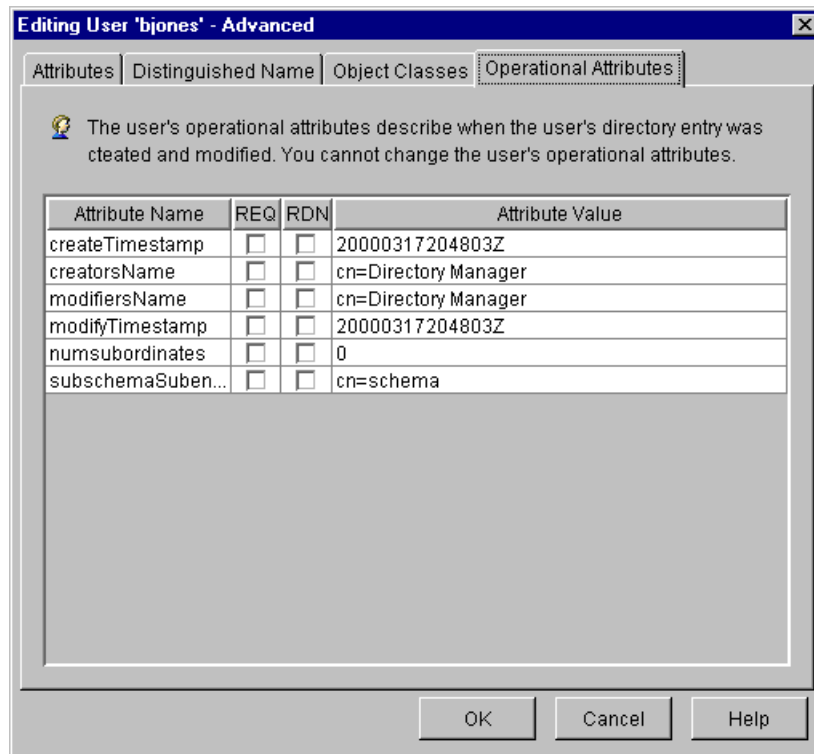 Editing User 'bjones' - Advanced
Attributes Distinguished Name Object Classes Operational Attributes
The user's operational attributes describe when the user's directory entry was
cteated and modified. You cannot change the user's operational attributes.
Attribute Name REQ RDN Attribute Value
createTimestamp 20000317204803Z
creatorsName cn=Directory Manager
modifiersName cn=Directory Manager
modifyTimestamp 20000317204803Z
numsubordinates 0
subschemaSuben... cn=schema
OK Cancel Help